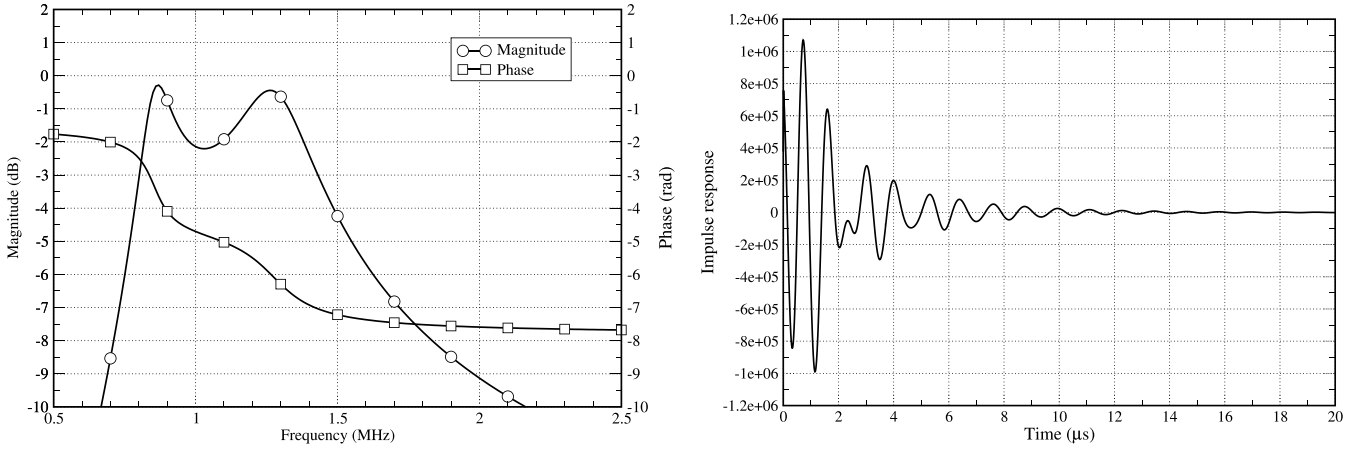 2
1
0
-1
-2
-3
-4
-5
-6
-7
-8
-9
-10
Magnitude (dB)
0.5 1 1.5 2 2.5
Frequency (MHz)
2
1
0
-1
-2
-3
-4
-5
-6
-7
-8
-9
-10
Phase (rad)
Magnitude
Phase
1.2e+06
1e+06
8e+05
6e+05
4e+05
2e+05
0
-2e+05
-4e+05
-6e+05
-8e+05
-1e+06
-1.2e+06
Impulse response
0 2 4 6 8 10 12 14 16 18 20
Time (μs)